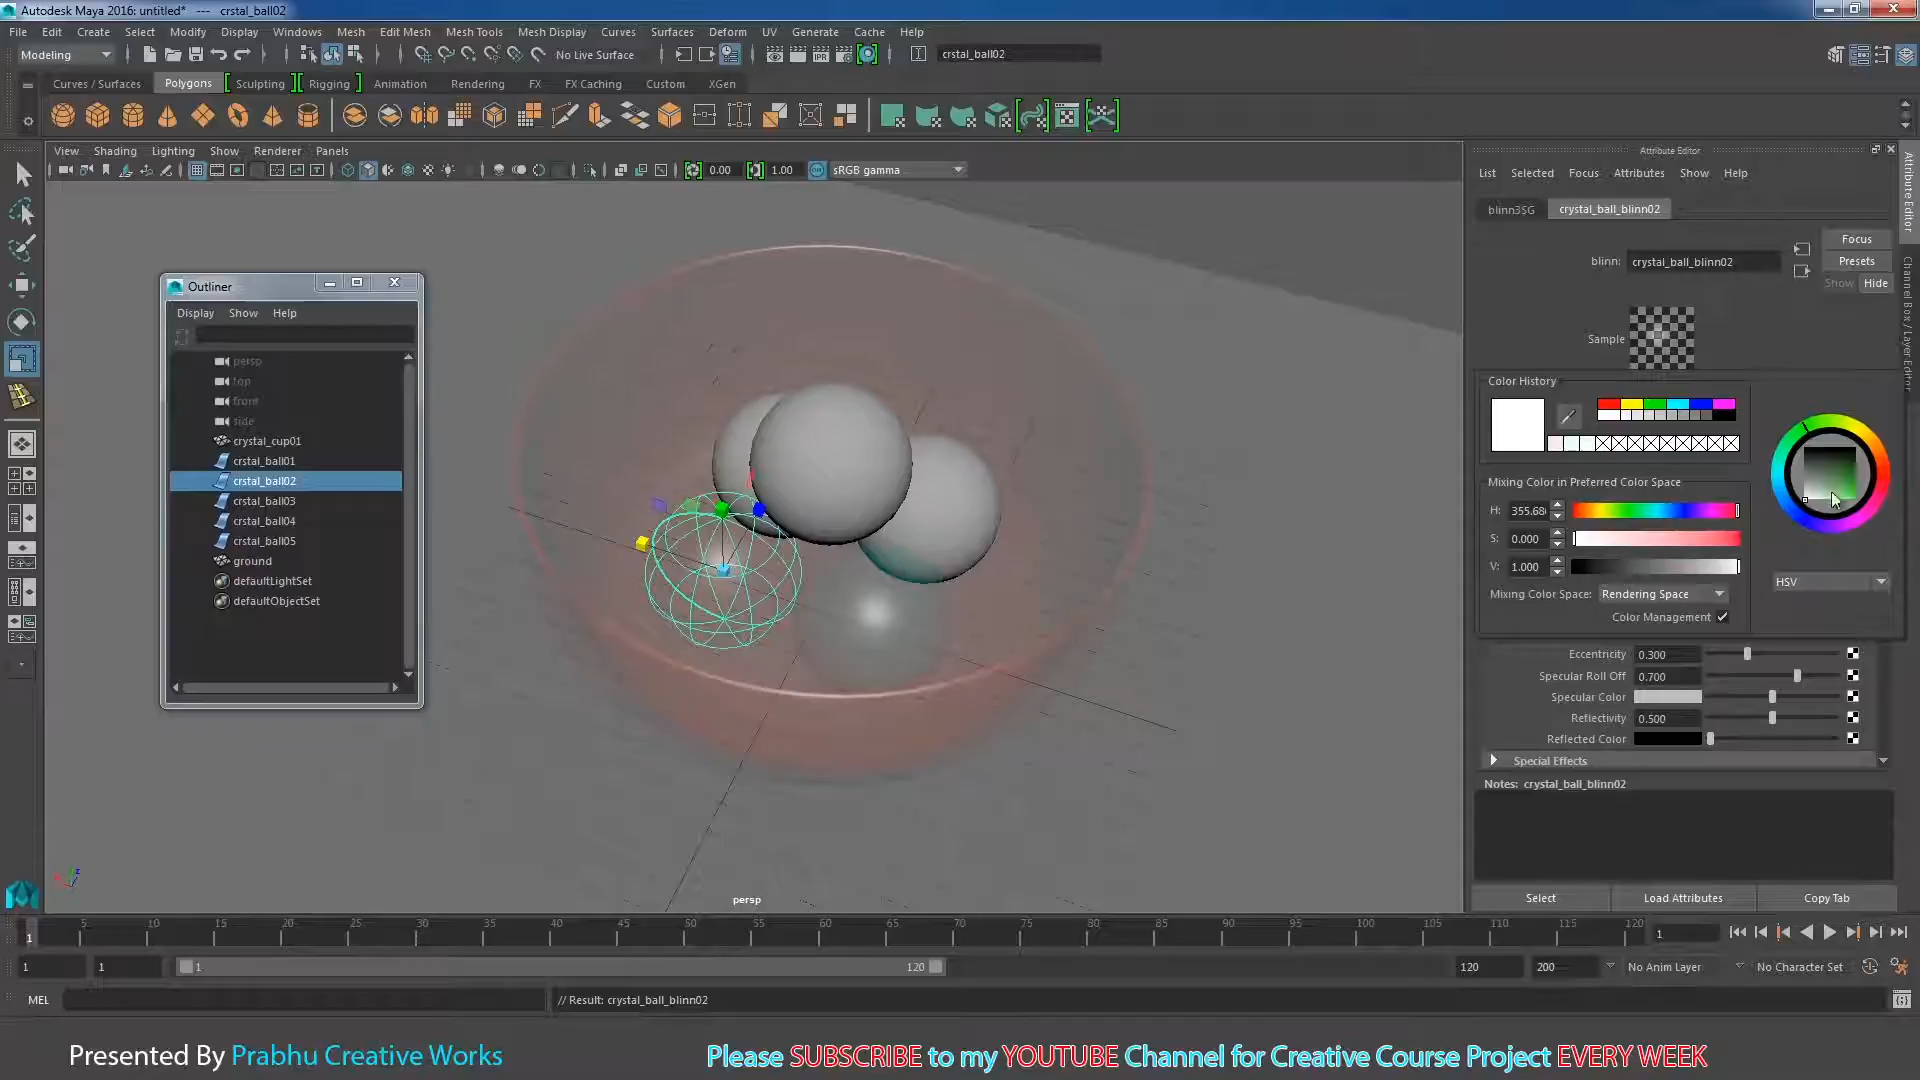 Autodesk Maya 2016: untitled* --- crstal_ball02
File Edit Create Select Modify Display Windows Mesh Edit Mesh Mesh Tools Mesh Display Curves Surfaces Deform UV Generate Cache Help
Modeling No Live Surface crstal_ball02
Curves / Surfaces Polygons Sculpting Rigging Animation Rendering FX FX Caching Custom XGen
View Shading Lighting Show Renderer Panels
0.00 1.00 sRGB gamma
Outliner
Display Show Help
persp
top
front
side
crystal_cup01
crstal_ball01
crstal_ball02
crstal_ball03
crstal_ball04
crstal_ball05
ground
defaultLightSet
defaultObjectSet
persp
Attribute Editor
List Selected Focus Attributes Show Help
blinn3SG crystal_ball_blinn02
Focus
blinn: crystal_ball_blinn02 Presets
Show Hide
Sample
Color History
Mixing Color in Preferred Color Space
H: 355.68
S: 0.000
V: 1.000
HSV
Mixing Color Space: Rendering Space
Color Management
Eccentricity 0.300
Specular Roll Off 0.700
Specular Color
Reflectivity 0.500
Reflected Color
Special Effects
Notes: crystal_ball_blinn02
Select Load Attributes Copy Tab
Attribute Editor
Channel Box / Layer Editor
5 10 15 20 25 30 35 40 45 50 55 60 65 70 75 80 85 90 95 100 105 110 115 120
1 1
1 1 1 120 120 200 No Anim Layer No Character Set
MEL // Result: crystal_ball_blinn02
Presented By Prabhu Creative Works Please SUBSCRIBE to my YOUTUBE Channel for Creative Course Project EVERY WEEK